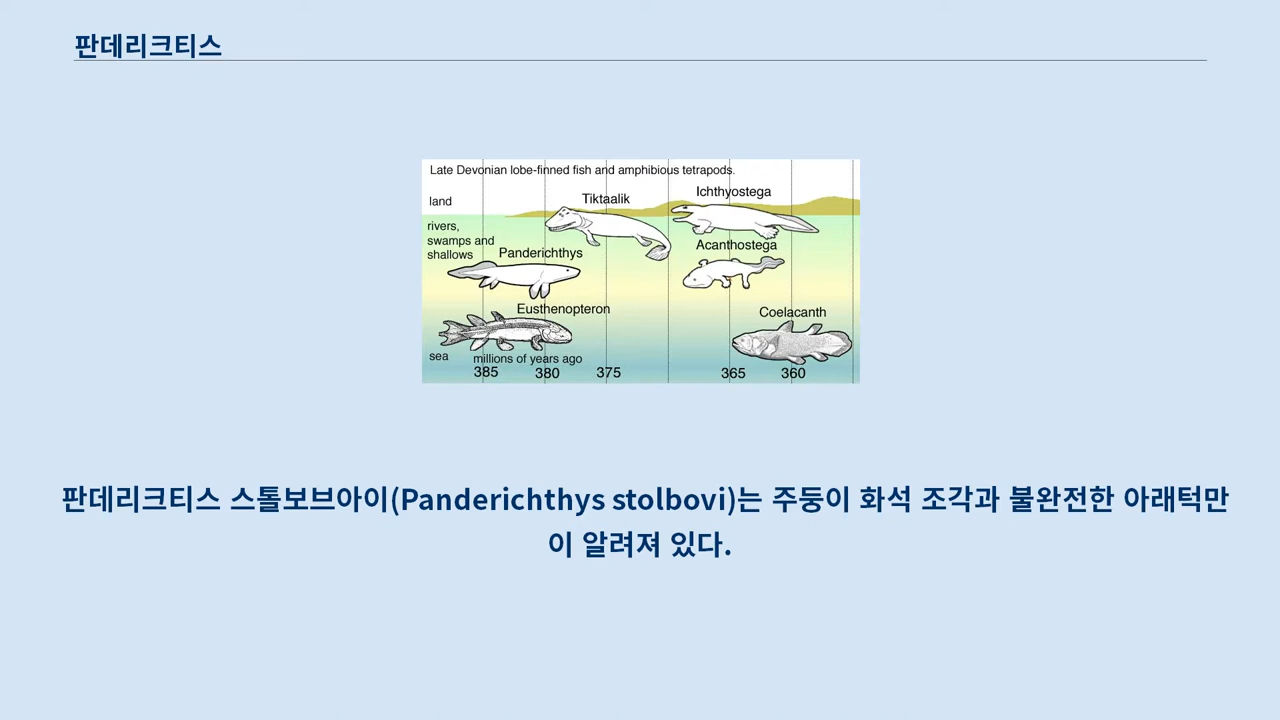 판데리크티스
Late Devonian lobe-finned fish and amphibious tetrapods.
land
Tiktaalik
Ichthyostega
rivers,
swamps and
shallows
Panderichthys
Acanthostega
Eusthenopteron
Coelacanth
sea
millions of years ago
385 380 375 365 360
판데리크티스 스톨보브아이(Panderichthys stolbovi)는 주둥이 화석 조각과 불완전한 아래턱만
이 알려져 있다.